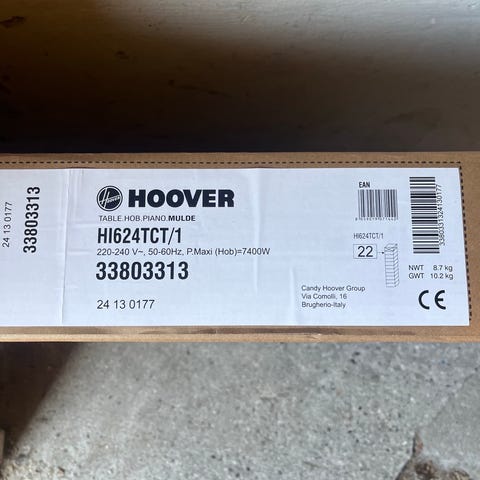 24 13 0177
33803313
HOOVER
TABLE.HOB.PIANO.MULDE
HI624TCT/1
220-240 V~, 50-60Hz, P.Maxi (Hob)=7400W
33803313
24 13 0177
EAN
HI624TCT/1
22
Candy Hoover Group
Via Comolli, 16
Brugherio-Italy
3380331324130177
NWT 8.7 kg
GWT 10.2 kg
CE